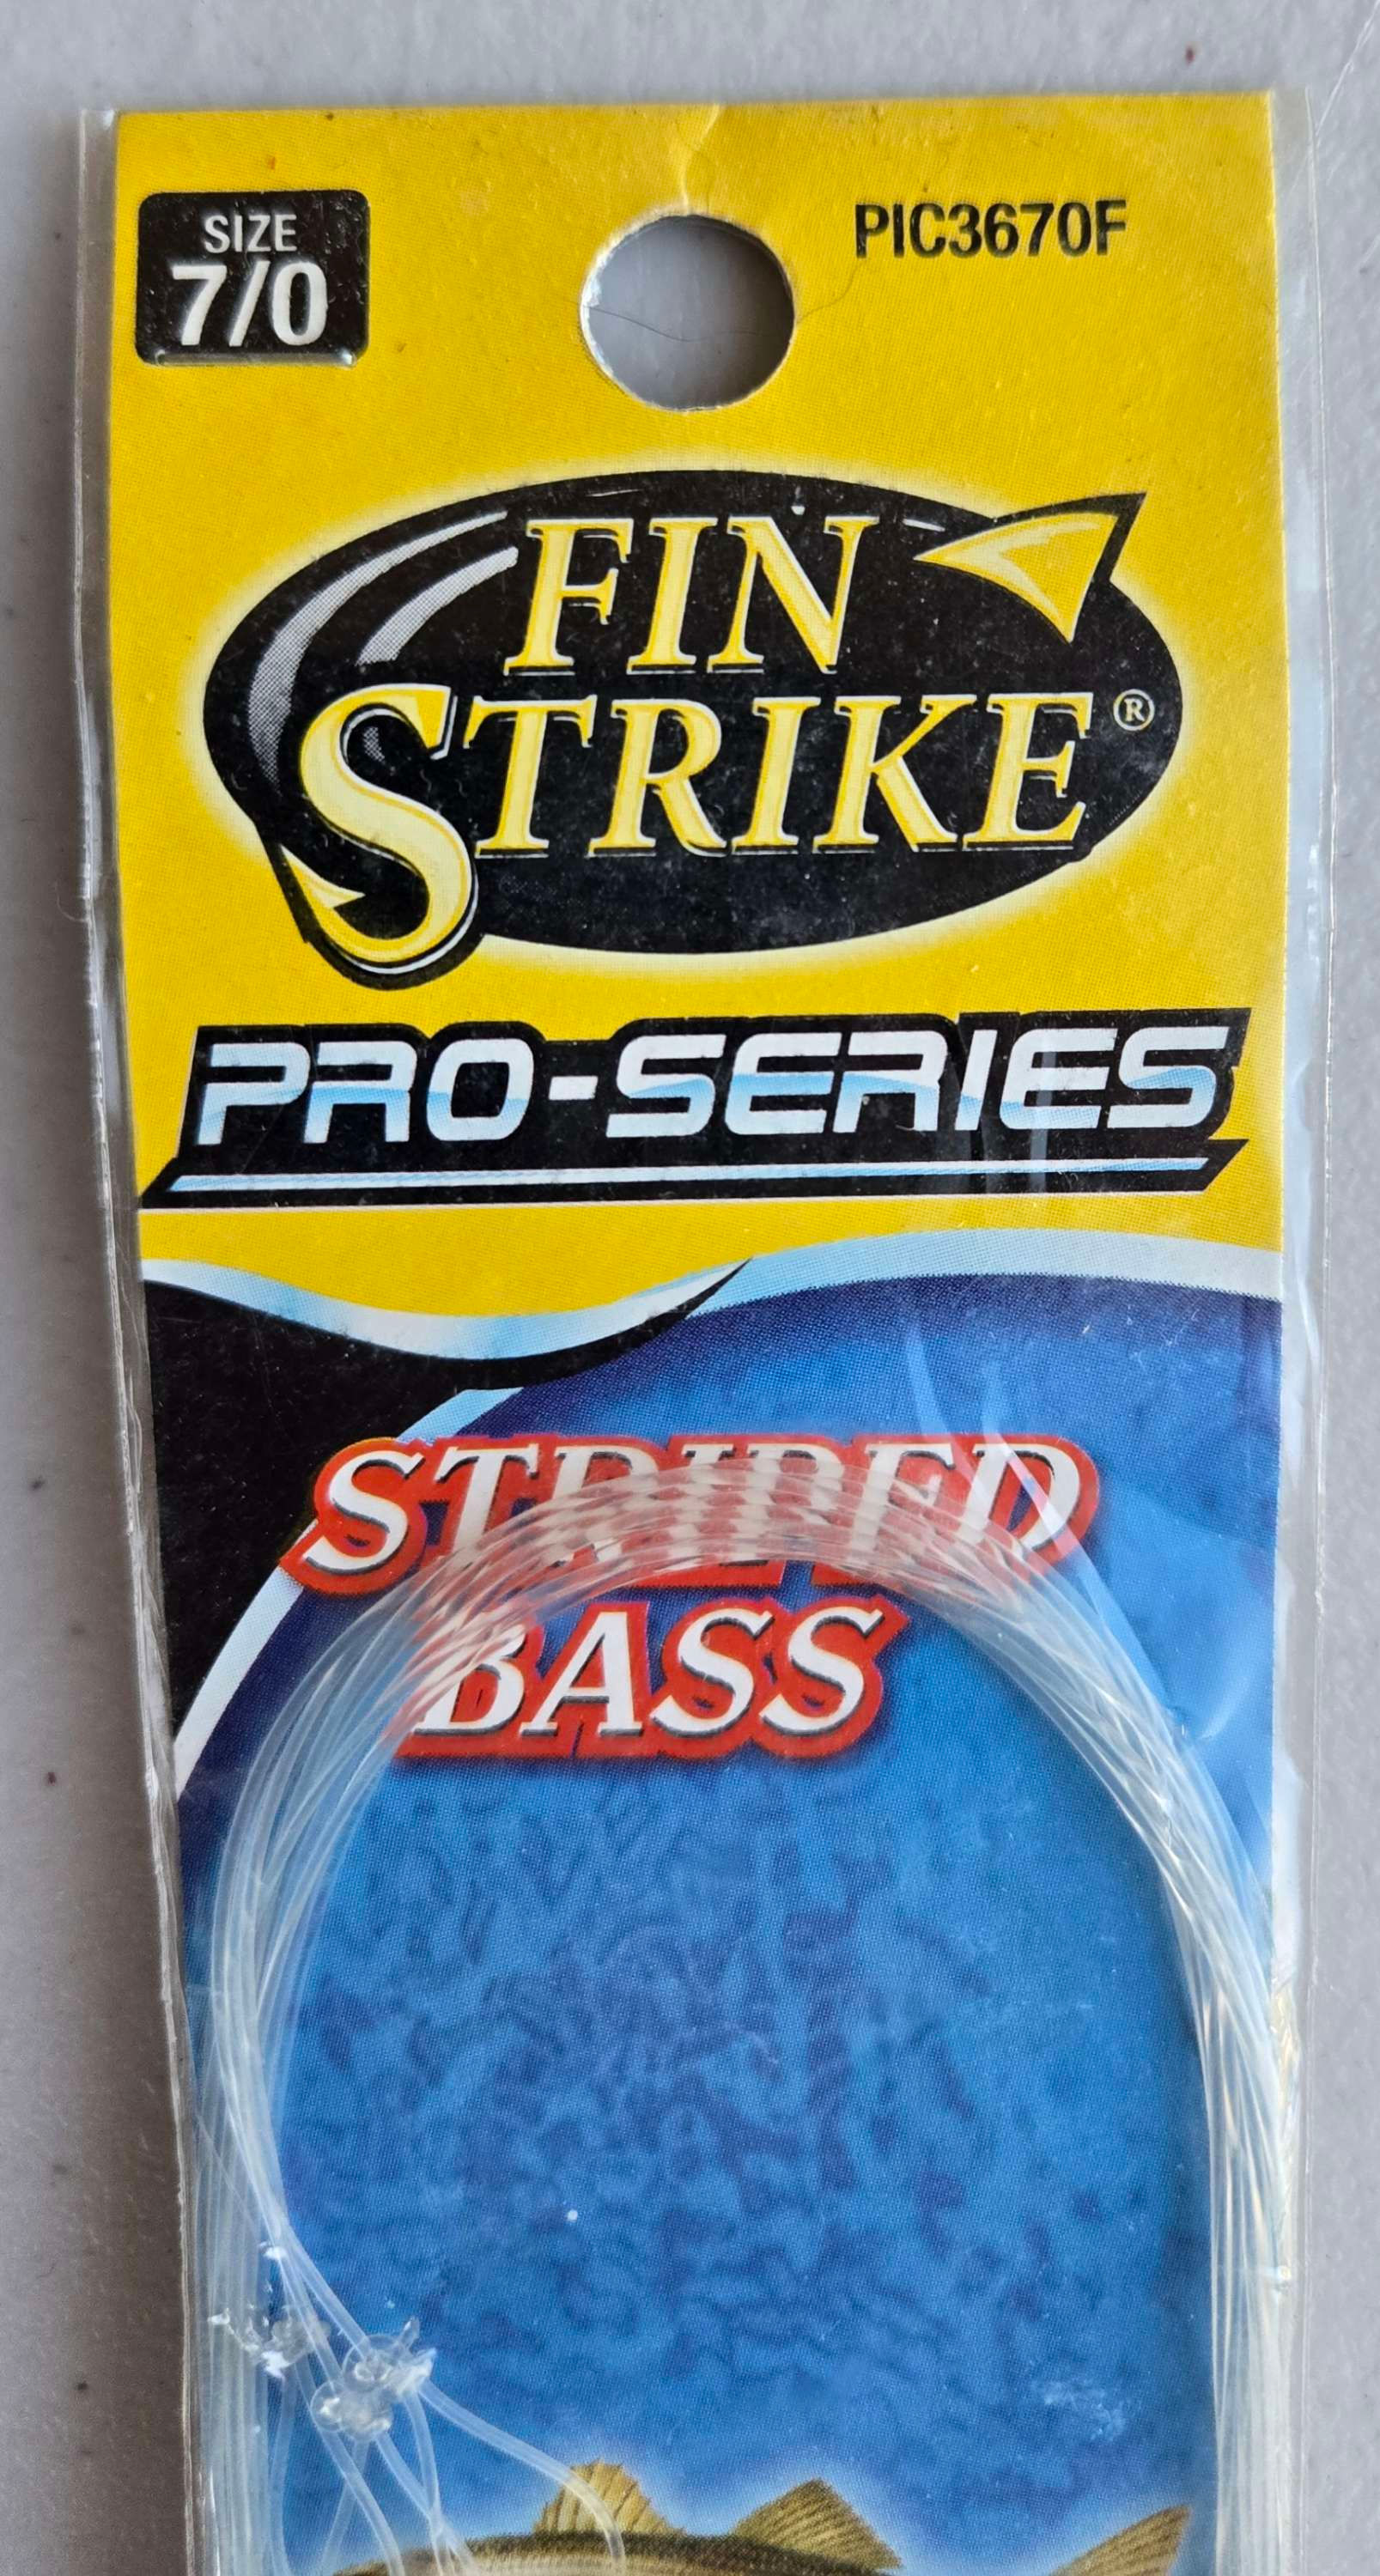 SIZE
7/0
PIC3670F
FIN
STRIKE®
PRO-SERIES
STRIPED
BASS